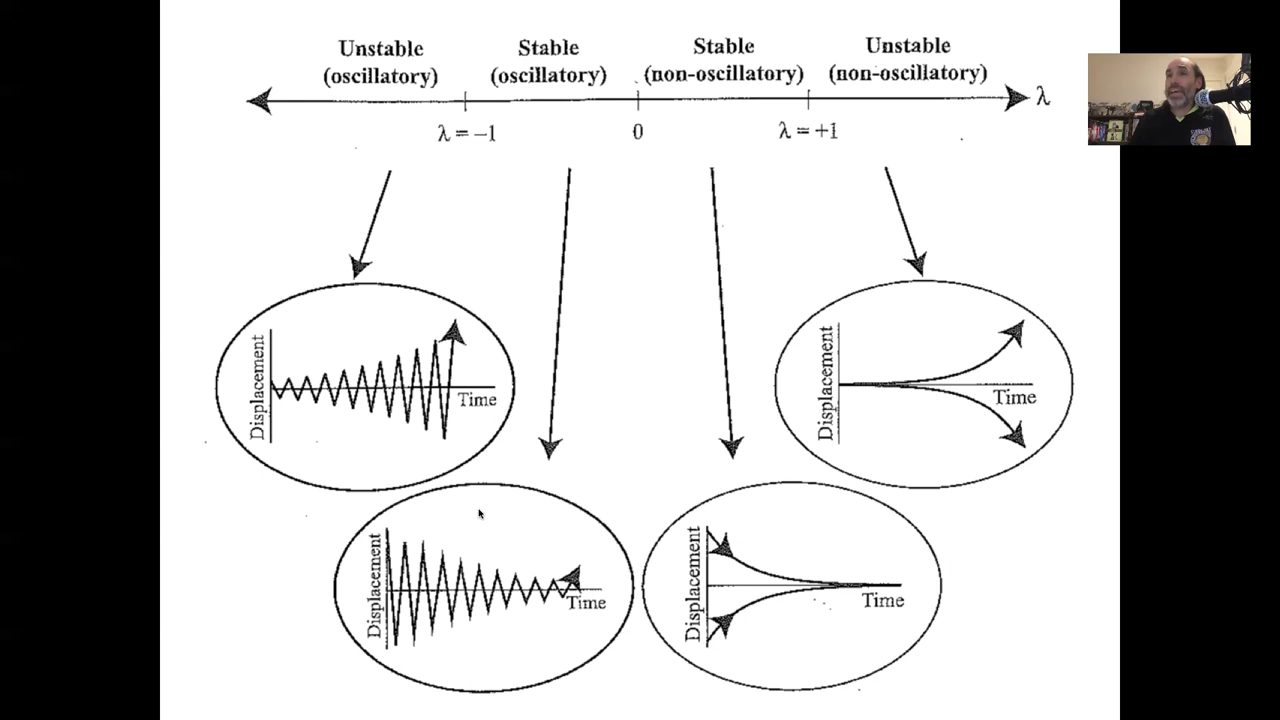 Unstable
(oscillatory)
Stable
(oscillatory)
Stable
(non-oscillatory)
Unstable
(non-oscillatory)
λ
λ = –1
0
λ = +1
Displacement
Time
Displacement
Time
Displacement
Time
Displacement
Time